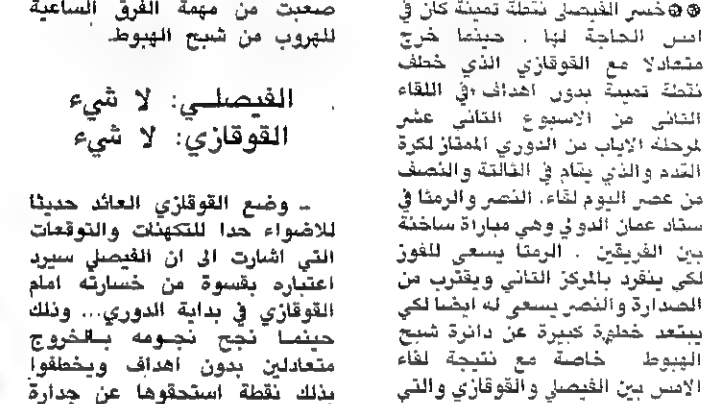 خسر الفيصلي نقطة ثمينة كان في
امس الحاجة لها . حينما خرج
متعادلا مع القوقازي الذي خطف
نقطة ثمينة بدون اهداف في اللقاء
الثاني من الاسبوع الثاني عشر
لمرحلة الاياب من الدوري الممتاز لكرة
القدم والذي يقام في الثالثة والنصف
من عصر اليوم لقاء. النصر والرمثا في
ستاد عمان الدولي وهي مباراة ساخنة
بين الفريقين . الرمثا يسعى للفوز
لكي ينفرد بالمركز الثاني ويقترب من
الصدارة والنصر يسعى له ايضا لكي
يبتعد خطوة كبيرة عن دائرة شبح
الهبوط خاصة مع نتيجة لقاء
الامس بين الفيصلي والقوقازي والتي
صعبت من مهمة الفرق الساعية
للهروب من شبح الهبوط.
الفيصلـي: لا شيء
القوقازي: لا شيء
ـ وضع القوقازي العائد حديثا
للاضواء حدا للتكهنات والتوقعات
التي اشارت الى ان الفيصلي سيرد
اعتباره بقسوة من خسارته امام
القوقازي في بداية الدوري... وذلك
حينمـا نجح نجـومه بـالخروج
متعادلين بدون اهداف ويخطفوا
بذلك نقطة استحقوها عن جدارة